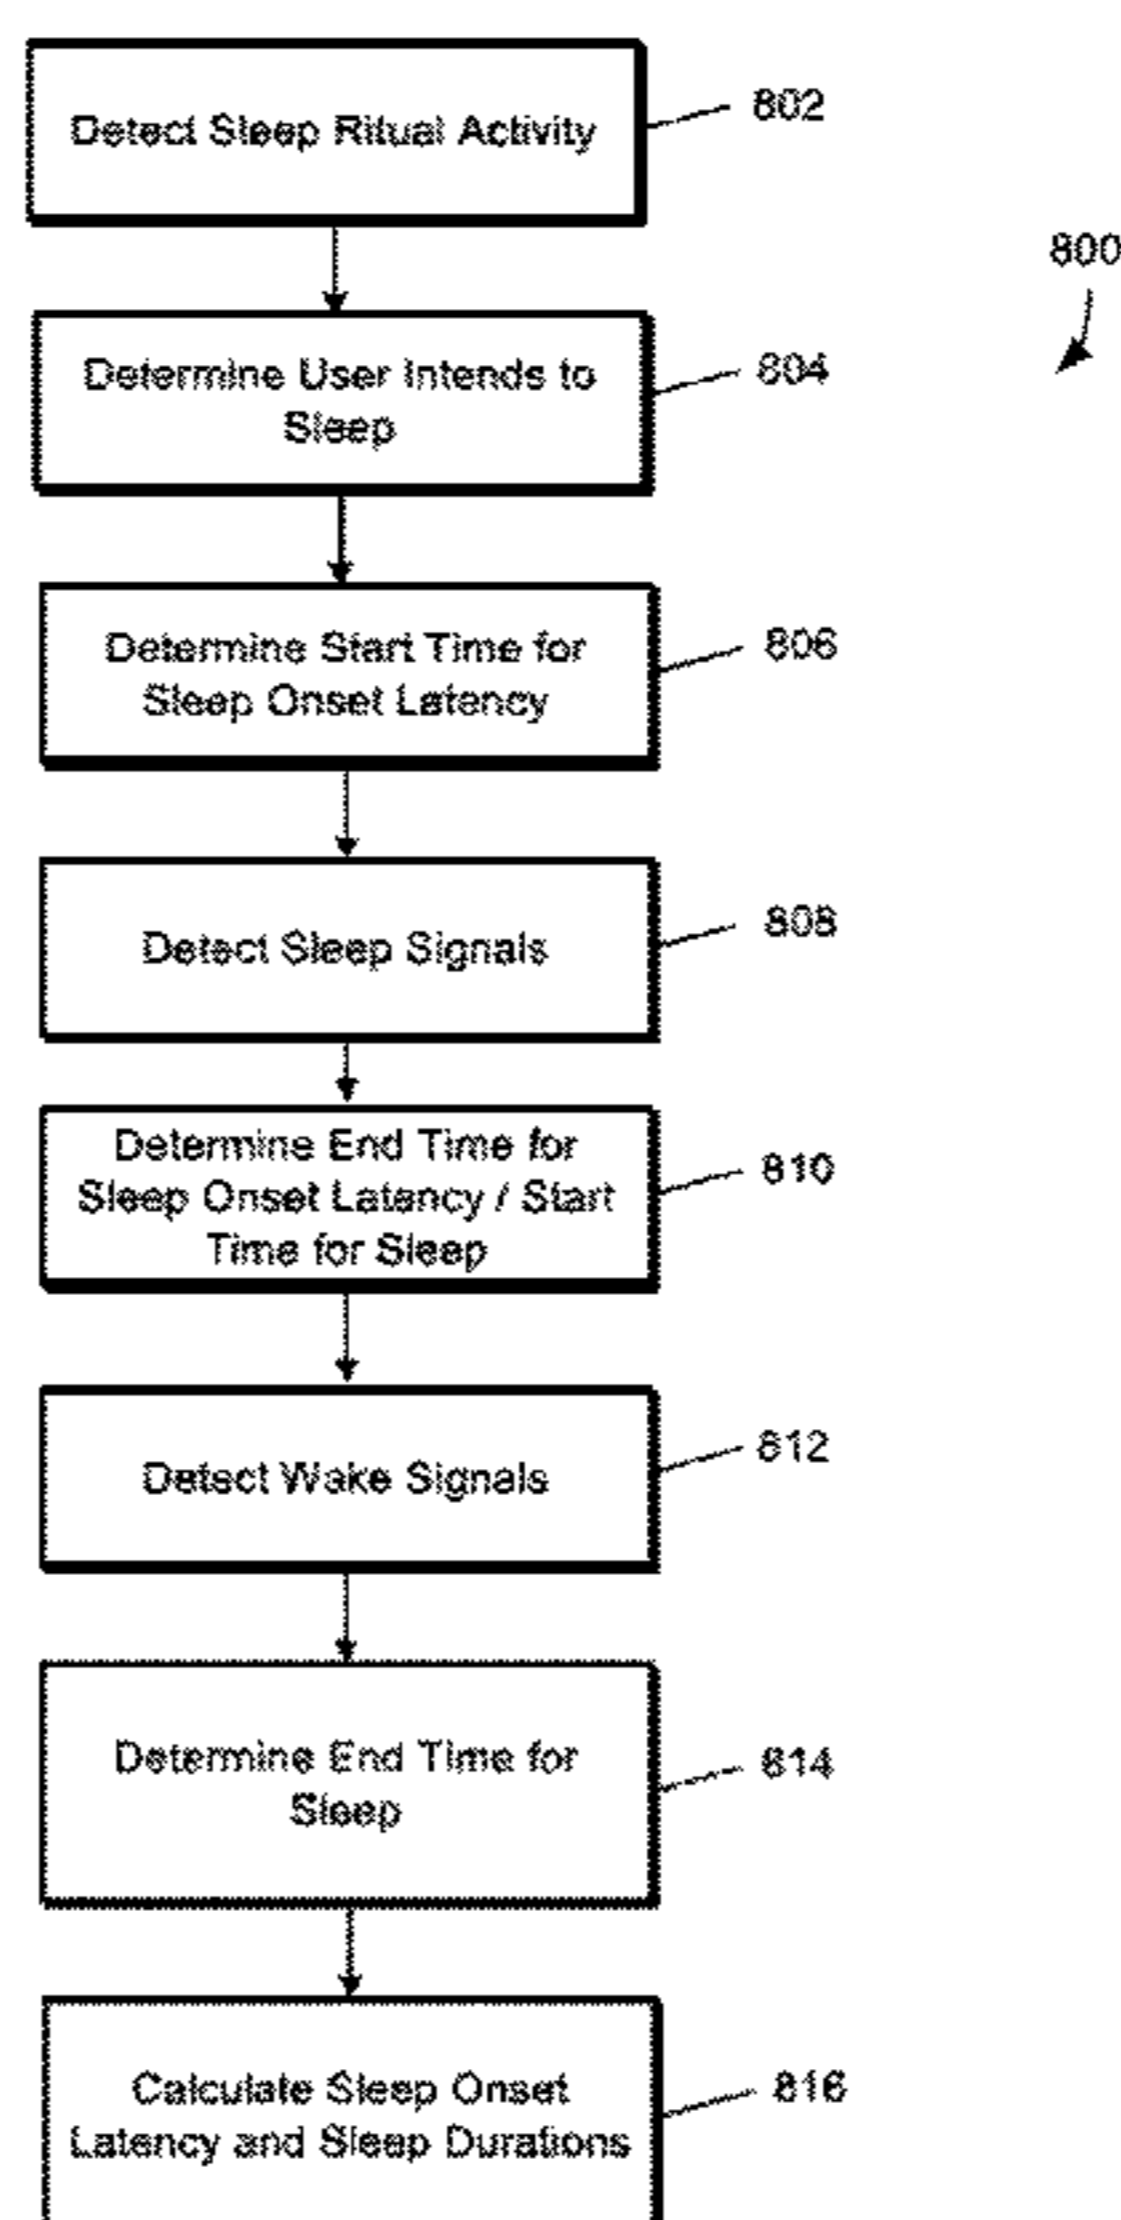 Detect Sleep Ritual Activity
802
800
Determine User Intends to
Sleep
804
Determine Start Time for
Sleep Onset Latency
806
Detect Sleep Signals
808
Determine End Time for
Sleep Onset Latency / Start
Time for Sleep
810
Detect Wake Signals
812
Determine End Time for
Sleep
814
Calculate Sleep Onset
Latency and Sleep Durations
816